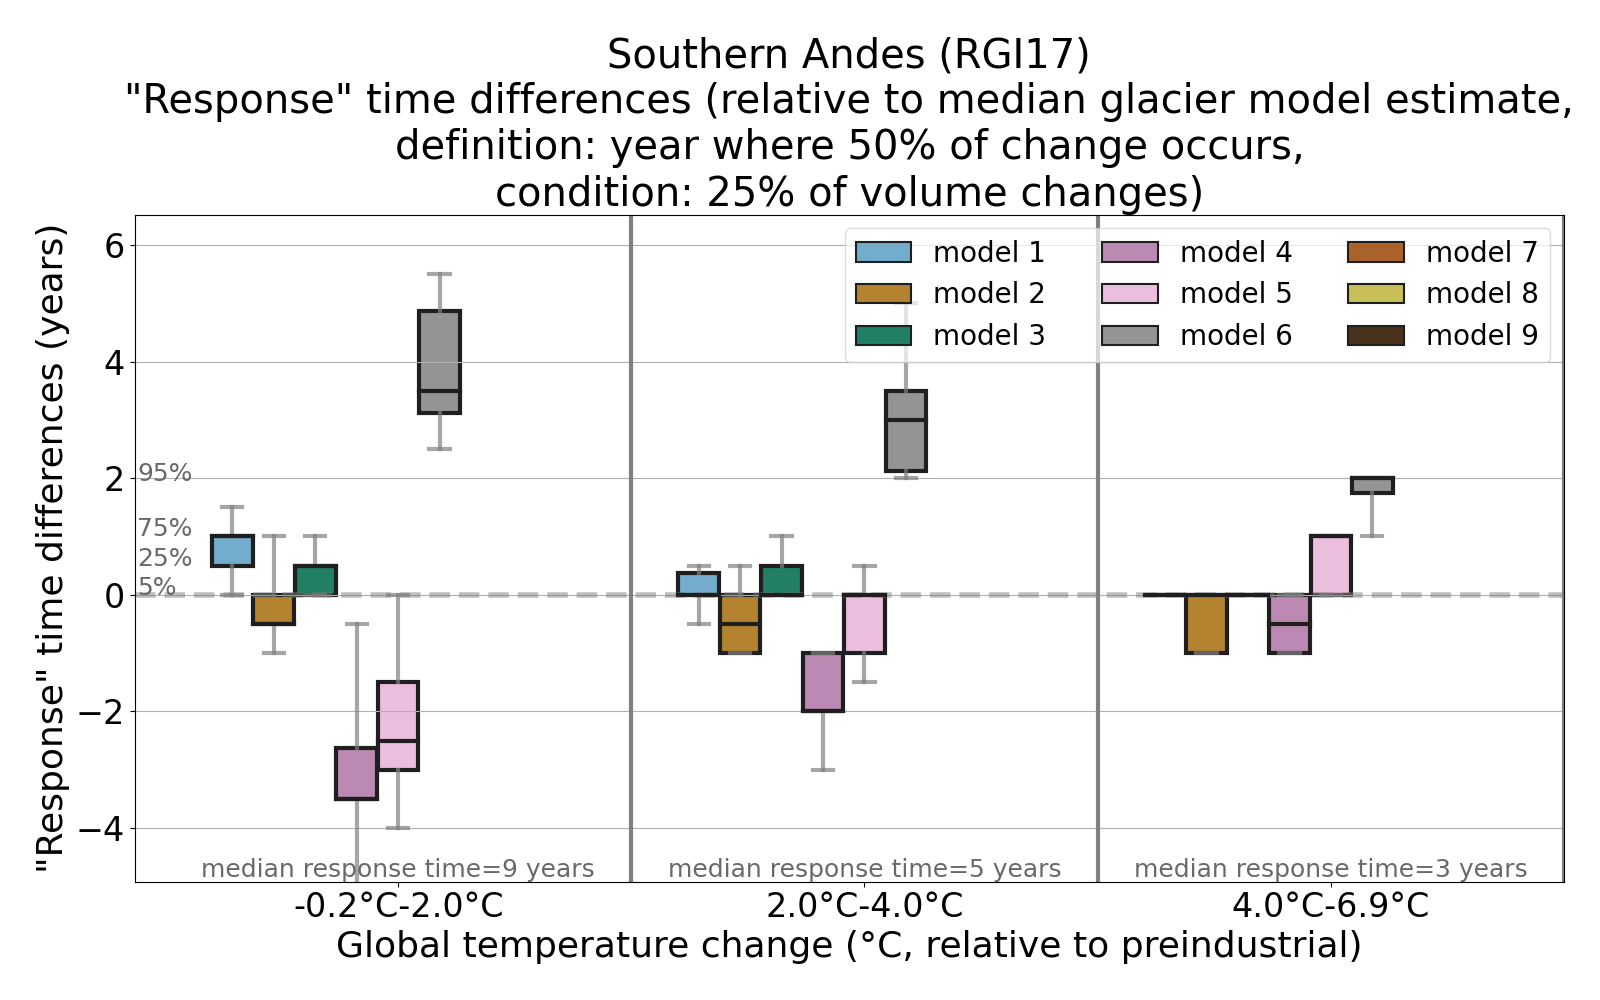 Southern Andes (RGI17)
"Response" time differences (relative to median glacier model estimate,
definition: year where 50% of change occurs,
condition: 25% of volume changes)
"Response" time differences (years)
6
4
2
0
−2
−4
95%
75%
25%
5%
model 1
model 2
model 3
model 4
model 5
model 6
model 7
model 8
model 9
median response time=9 years
median response time=5 years
median response time=3 years
-0.2°C-2.0°C
2.0°C-4.0°C
4.0°C-6.9°C
Global temperature change (°C, relative to preindustrial)